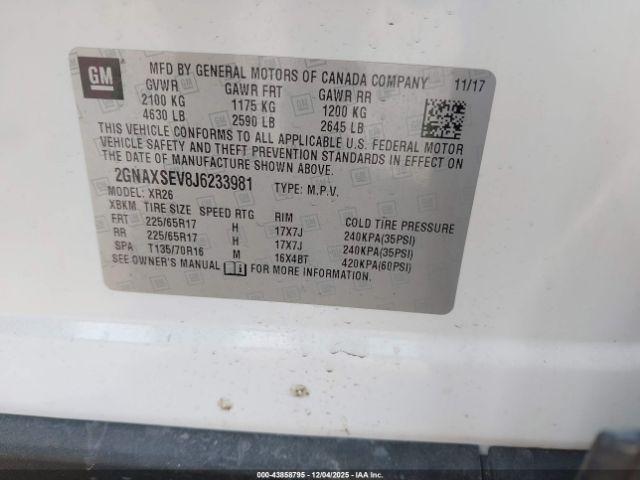 GM
MFD BY GENERAL MOTORS OF CANADA COMPANY 11/17
GVWR GAWR FRT GAWR RR
2100 KG 1175 KG 1200 KG
4630 LB 2590 LB 2645 LB
THIS VEHICLE CONFORMS TO ALL APPLICABLE U.S. FEDERAL MOTOR
VEHICLE SAFETY AND THEFT PREVENTION STANDARDS IN EFFECT ON
THE DATE OF MANUFACTURE SHOWN ABOVE.
2GNAXSEV8J6233981 TYPE: M.P.V.
MODEL: XR26
XBKM TIRE SIZE SPEED RTG RIM COLD TIRE PRESSURE
FRT 225/65R17 H 17X7J 240KPA(35PSI)
RR 225/65R17 H 17X7J 240KPA(35PSI)
SPA T135/70R16 M 16X4BT 420KPA(60PSI)
SEE OWNER'S MANUAL FOR MORE INFORMATION.
000-43858795 - 12/04/2025 - IAA